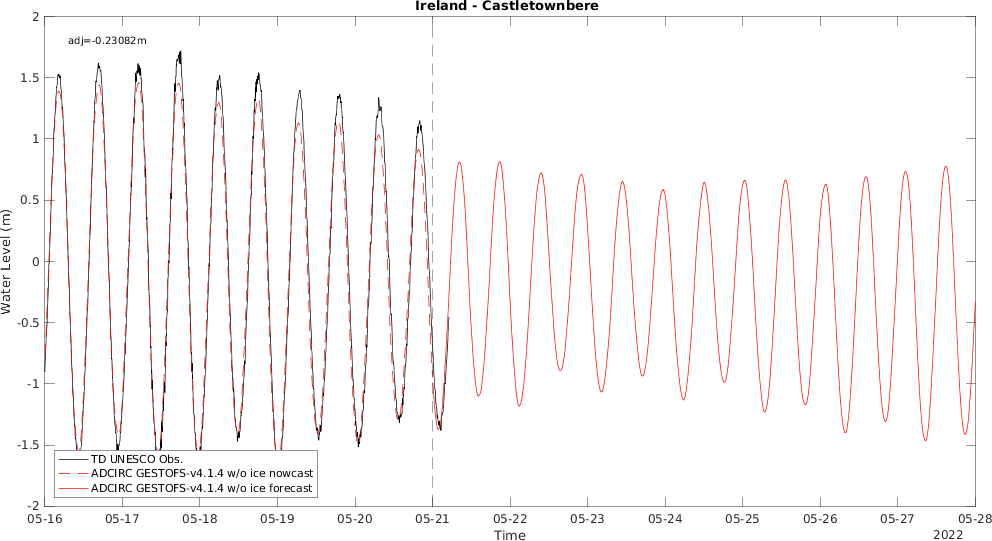 Ireland - Castletownbere
adj=-0.23082m
2
1.5
1
0.5
0
-0.5
-1
-1.5
-2
Water Level (m)
TD UNESCO Obs.
ADCIRC GESTOFS-v4.1.4 w/o ice nowcast
ADCIRC GESTOFS-v4.1.4 w/o ice forecast
05-16 05-17 05-18 05-19 05-20 05-21 05-22 05-23 05-24 05-25 05-26 05-27 05-28
Time
2022